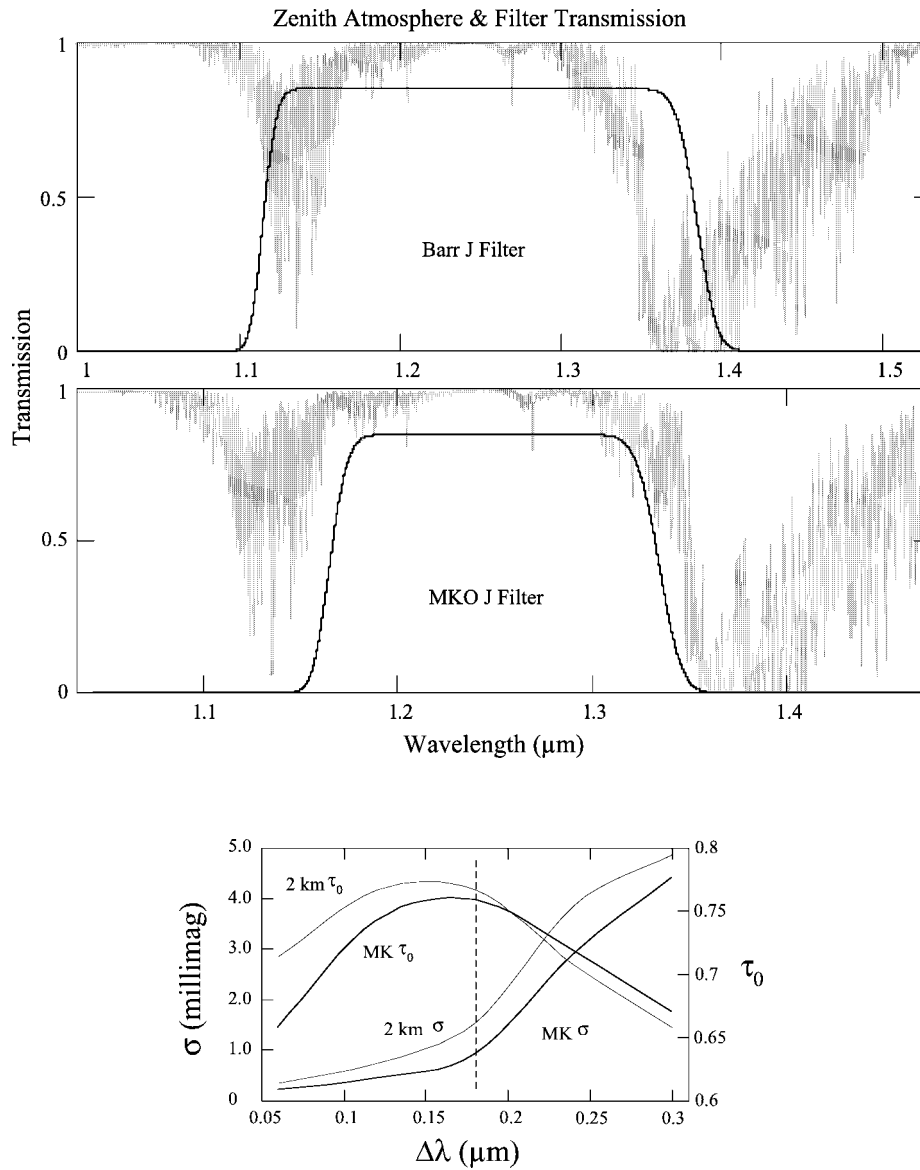 Zenith Atmosphere & Filter Transmission
Transmission
1
0.5
0
Barr J Filter
1 1.1 1.2 1.3 1.4 1.5
1
0.5
0
MKO J Filter
1.1 1.2 1.3 1.4
Wavelength (μm)
σ (millimag)
5.0
4.0
3.0
2.0
1.0
0
2 km τ₀
MK τ₀
2 km σ
MK σ
0.8
0.75
0.7
0.65
0.6
τ₀
0.05 0.1 0.15 0.2 0.25 0.3
Δλ (μm)